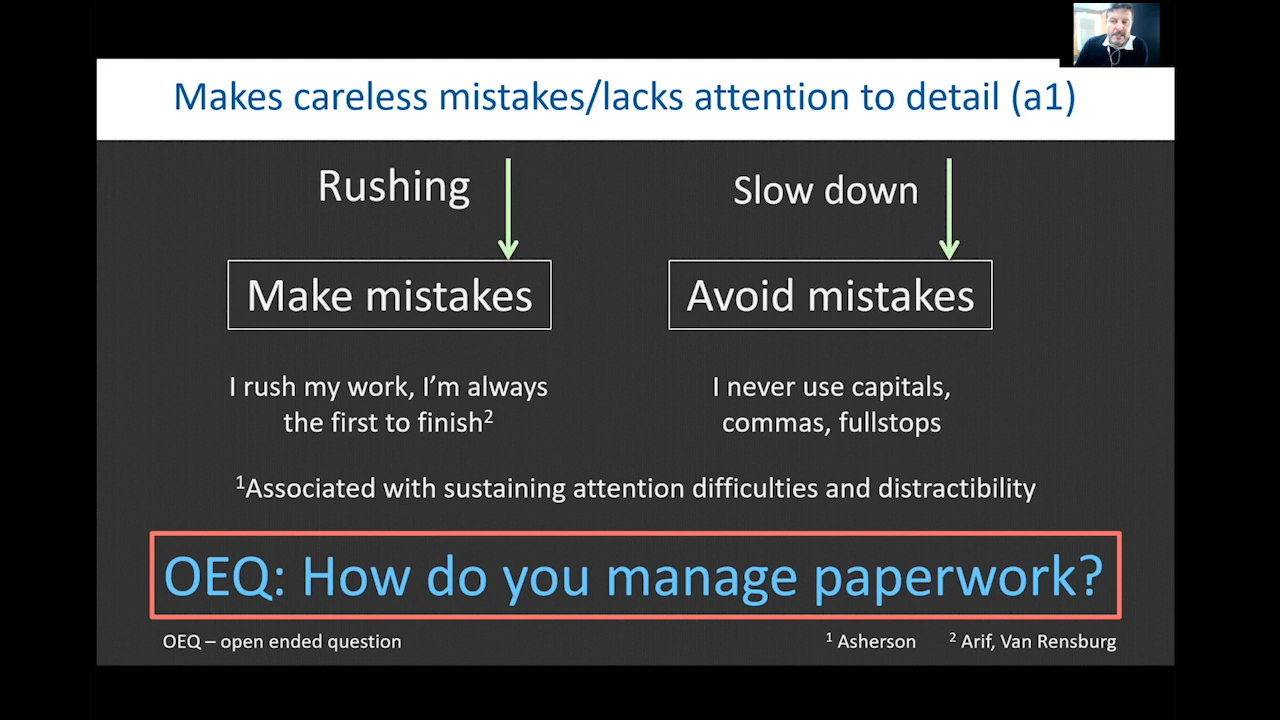 Makes careless mistakes/lacks attention to detail (a1)
Rushing
Slow down
Make mistakes
Avoid mistakes
I rush my work, I’m always
the first to finish²
I never use capitals,
commas, fullstops
¹Associated with sustaining attention difficulties and distractibility
OEQ: How do you manage paperwork?
OEQ – open ended question
¹ Asherson ² Arif, Van Rensburg